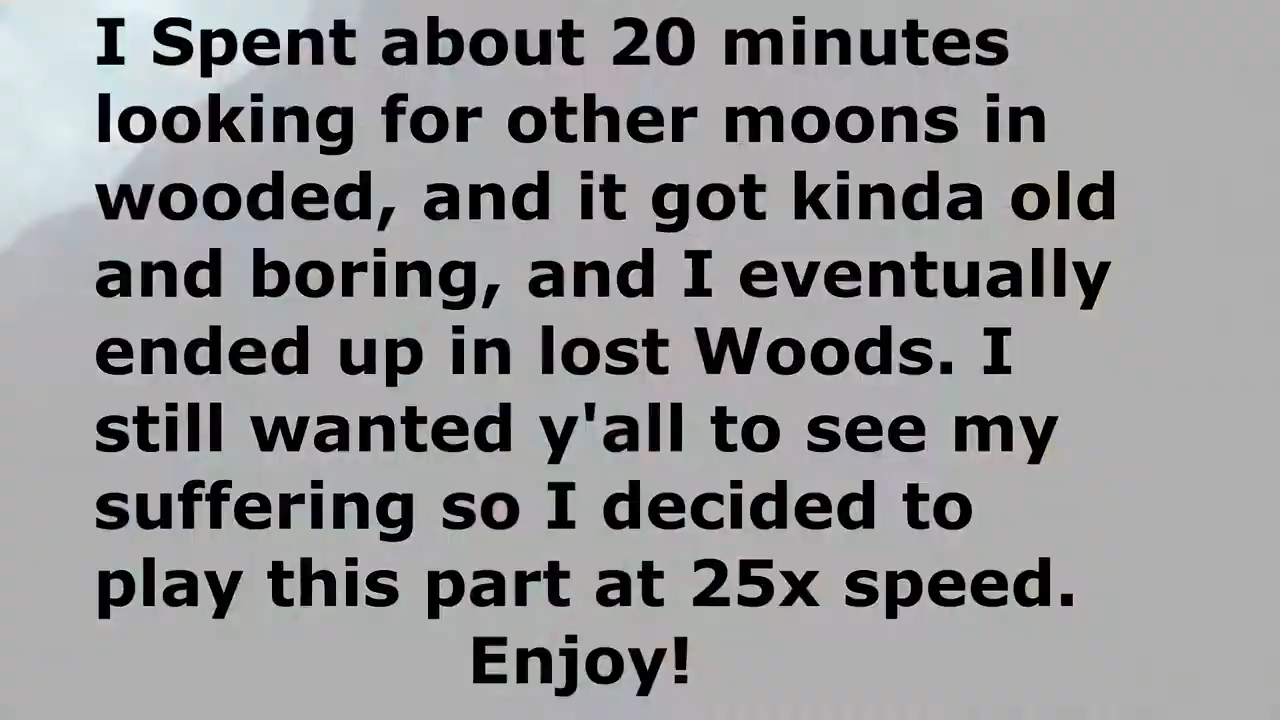 I Spent about 20 minutes
looking for other moons in
wooded, and it got kinda old
and boring, and I eventually
ended up in lost Woods. I
still wanted y'all to see my
suffering so I decided to
play this part at 25x speed.
Enjoy!